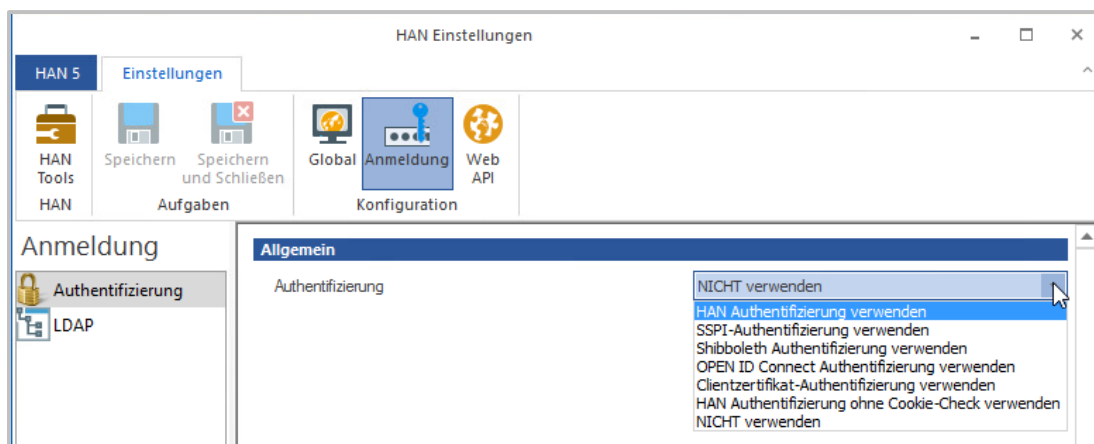 HAN Einstellungen
HAN 5 Einstellungen
HAN Tools
Speichern
Speichern und Schließen
Global
Anmeldung
Web API
HAN
Aufgaben
Konfiguration
Anmeldung
Authentifizierung
LDAP
Allgemein
Authentifizierung
NICHT verwenden
HAN Authentifizierung verwenden
SSPI-Authentifizierung verwenden
Shibboleth Authentifizierung verwenden
OPEN ID Connect Authentifizierung verwenden
Clientzertifikat-Authentifizierung verwenden
HAN Authentifizierung ohne Cookie-Check verwenden
NICHT verwenden